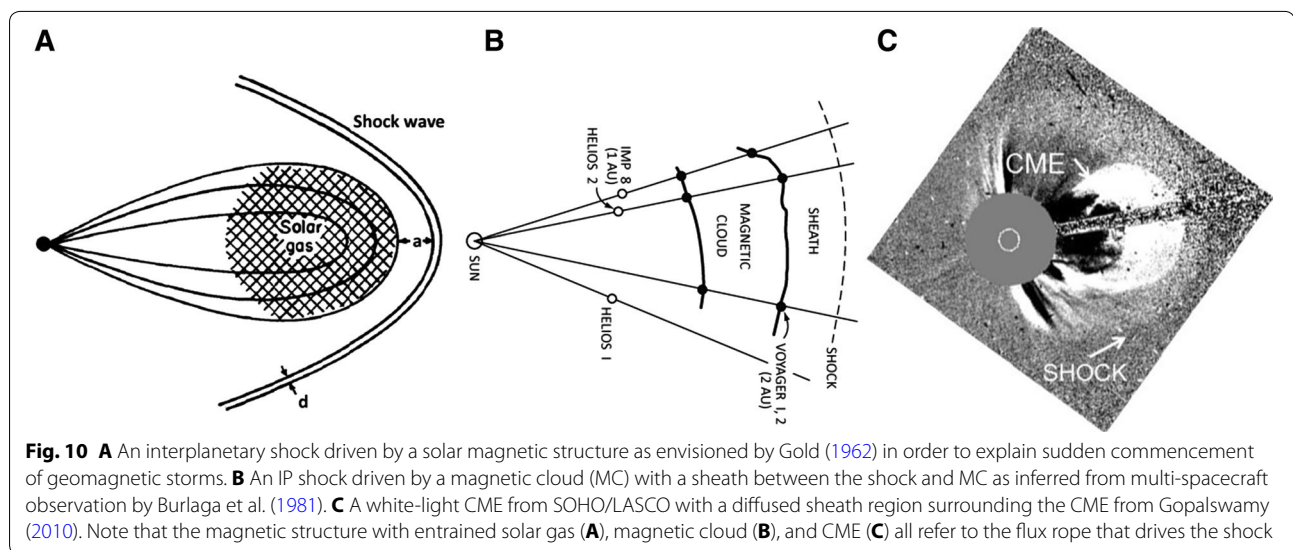 A
B
C
Shock wave
Solar
gas
a
d
IMP 8
(1 AU)
HELIOS 2
SUN
HELIOS I
MAGNETIC
CLOUD
SHEATH
VOYAGER I, 2
(2 AU)
SHOCK
CME
SHOCK
Fig. 10 A An interplanetary shock driven by a solar magnetic structure as envisioned by Gold (1962) in order to explain sudden commencement
of geomagnetic storms. B An IP shock driven by a magnetic cloud (MC) with a sheath between the shock and MC as inferred from multi-spacecraft
observation by Burlaga et al. (1981). C A white-light CME from SOHO/LASCO with a diffused sheath region surrounding the CME from Gopalswamy
(2010). Note that the magnetic structure with entrained solar gas (A), magnetic cloud (B), and CME (C) all refer to the flux rope that drives the shock